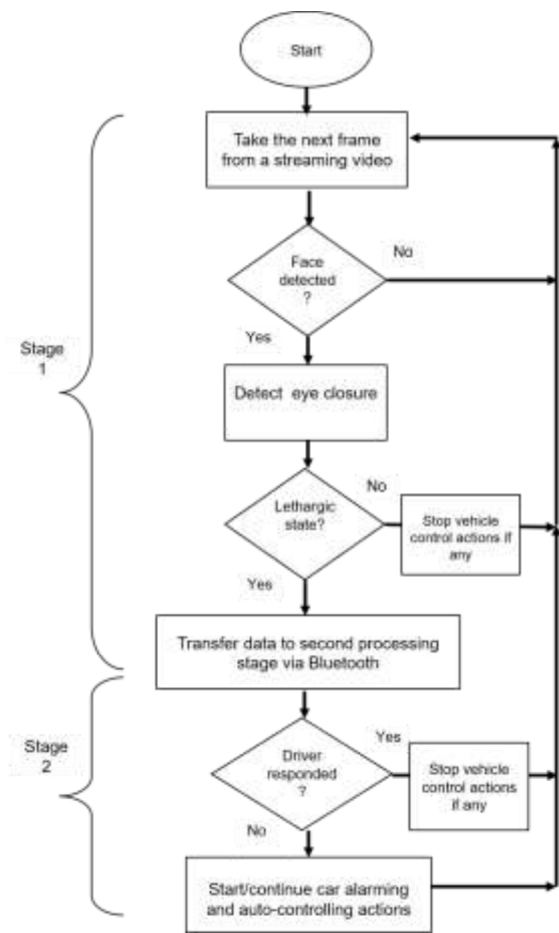 Start
Take the next frame
from a streaming video
Face
detected
?
No
Yes
Stage
1
Detect eye closure
Lethargic
state?
No
Stop vehicle
control actions if
any
Yes
Transfer data to second processing
stage via Bluetooth
Stage
2
Driver
responded
?
Yes
Stop vehicle
control actions
if any
No
Start/continue car alarming
and auto-controlling actions